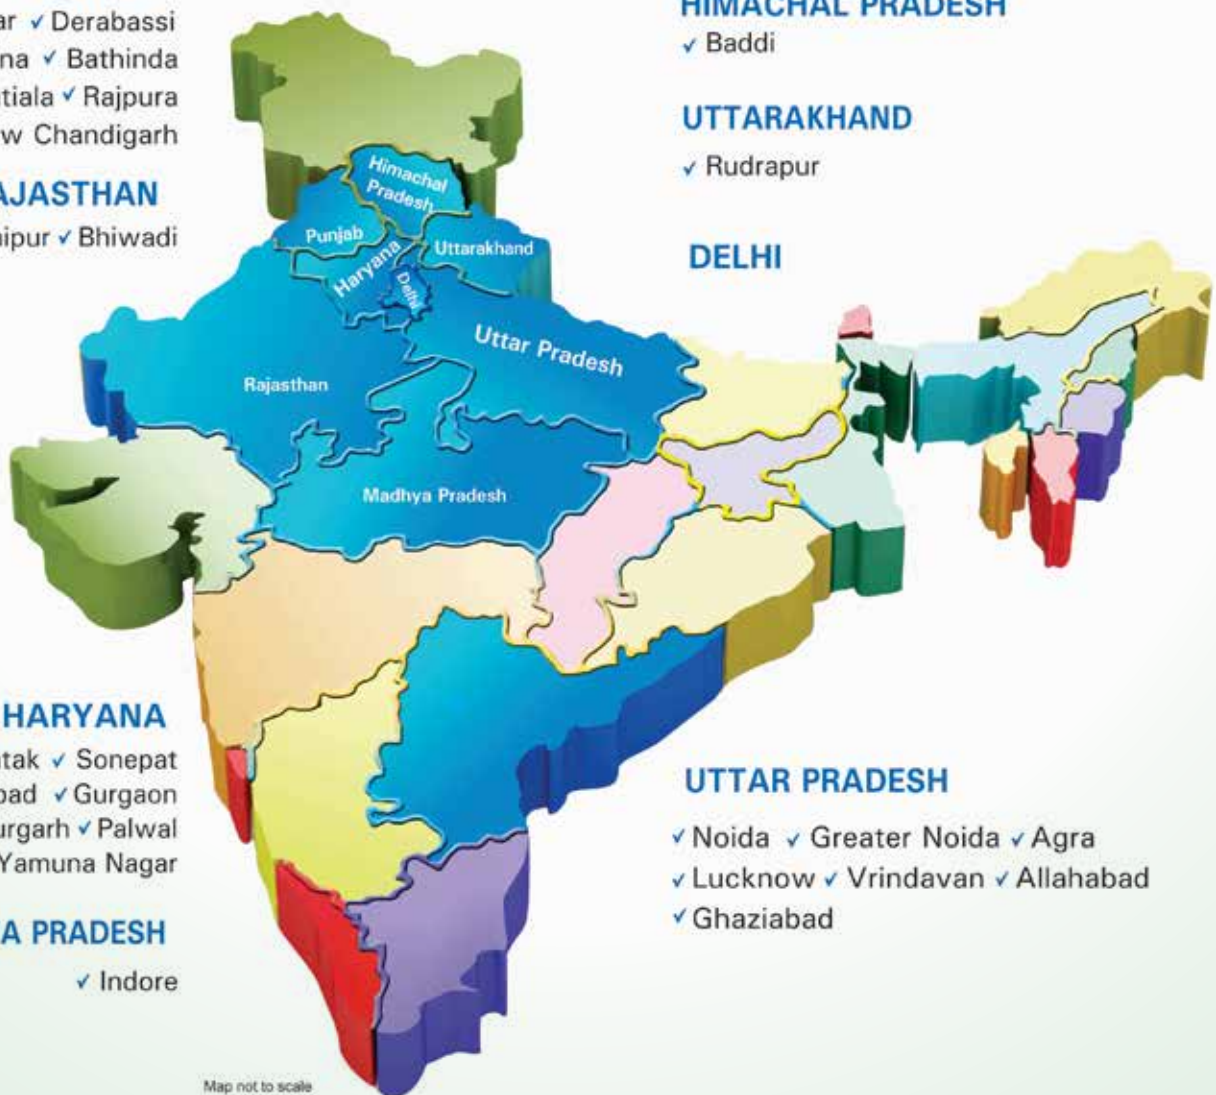 ar ✓ Derabassi
na ✓ Bathinda
tiala ✓ Rajpura
w Chandigarh
AJASTHAN
ipur ✓ Bhiwadi
HARYANA
tak ✓ Sonepat
bad ✓ Gurgaon
urgarh ✓ Palwal
Yamuna Nagar
A PRADESH
✓ Indore
Himachal
Pradesh
Punjab
Haryana
Uttarakhand
Delhi
Uttar Pradesh
Rajasthan
Madhya Pradesh
Map not to scale
HIMACHAL PRADESH
✓ Baddi
UTTARAKHAND
✓ Rudrapur
DELHI
UTTAR PRADESH
✓ Noida ✓ Greater Noida ✓ Agra
✓ Lucknow ✓ Vrindavan ✓ Allahabad
✓ Ghaziabad